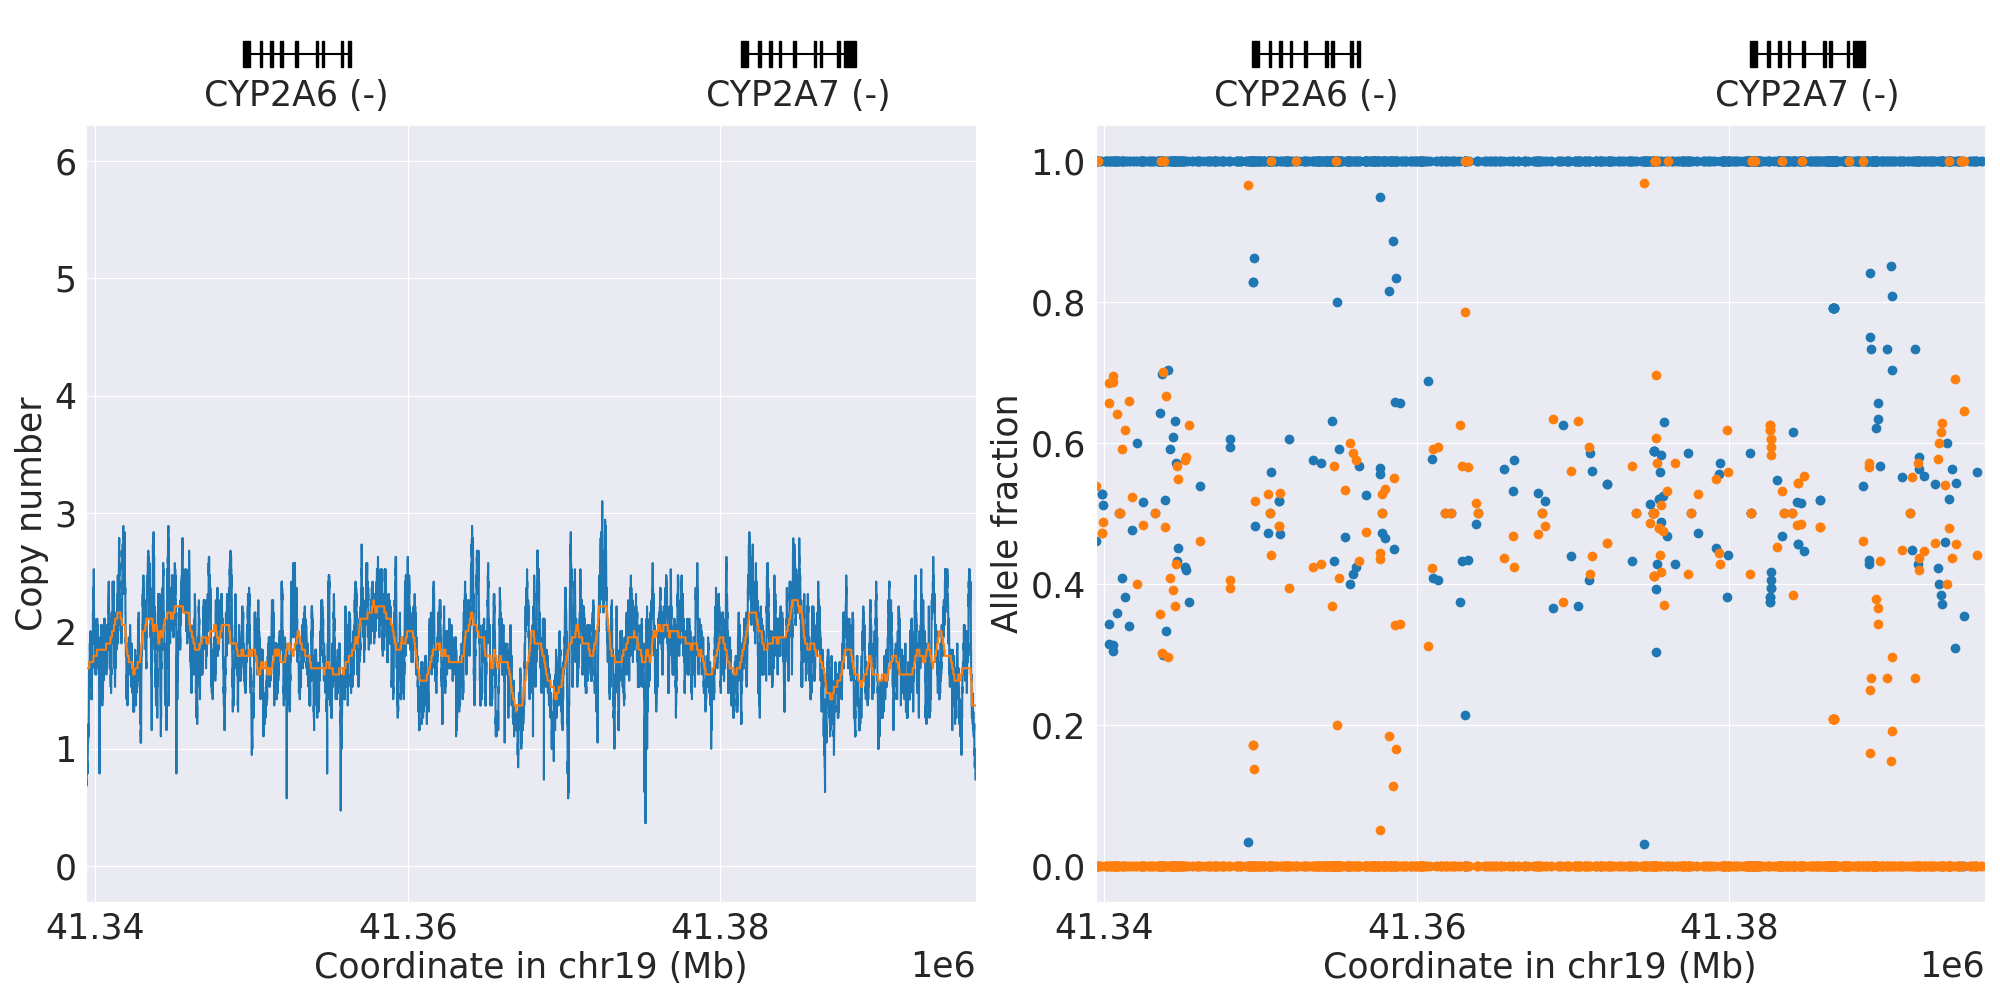 CYP2A6 (-) CYP2A7 (-)
6
5
4
3
2
1
0
Copy number
41.34 41.36 41.38
Coordinate in chr19 (Mb) 1e6
CYP2A6 (-) CYP2A7 (-)
1.0
0.8
0.6
0.4
0.2
0.0
Allele fraction
41.34 41.36 41.38
Coordinate in chr19 (Mb) 1e6